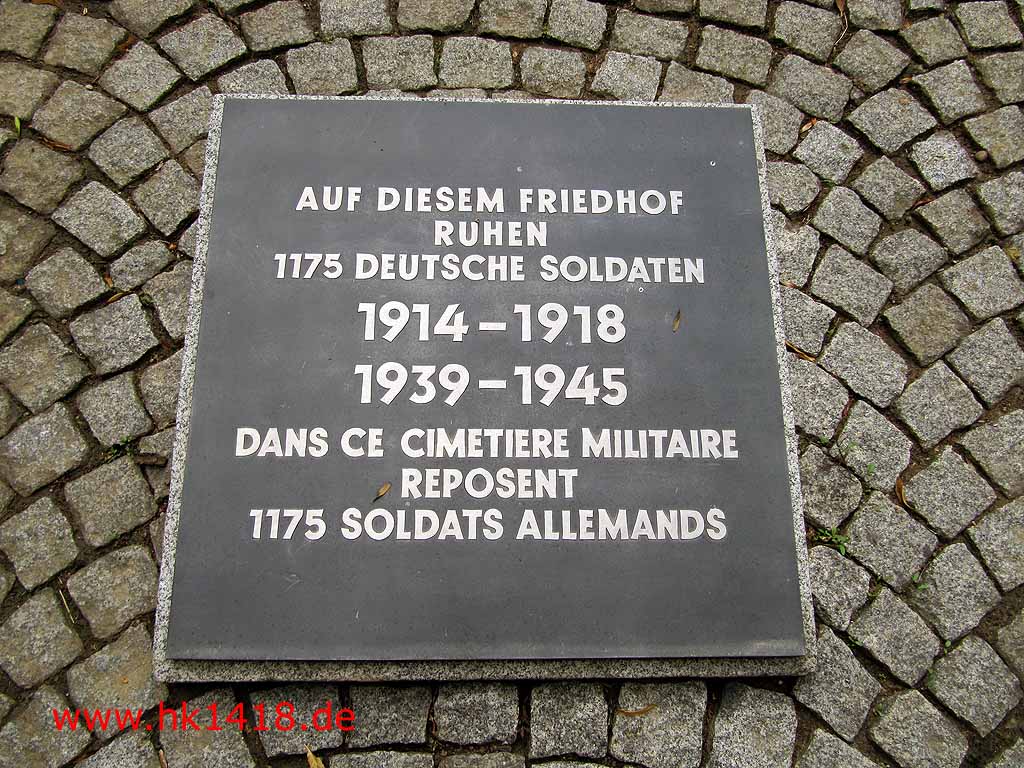 AUF DIESEM FRIEDHOF
RUHEN
1175 DEUTSCHE SOLDATEN
1914 – 1918
1939 – 1945
DANS CE CIMETIERE MILITAIRE
REPOSENT
1175 SOLDATS ALLEMANDS
www.hk1418.de